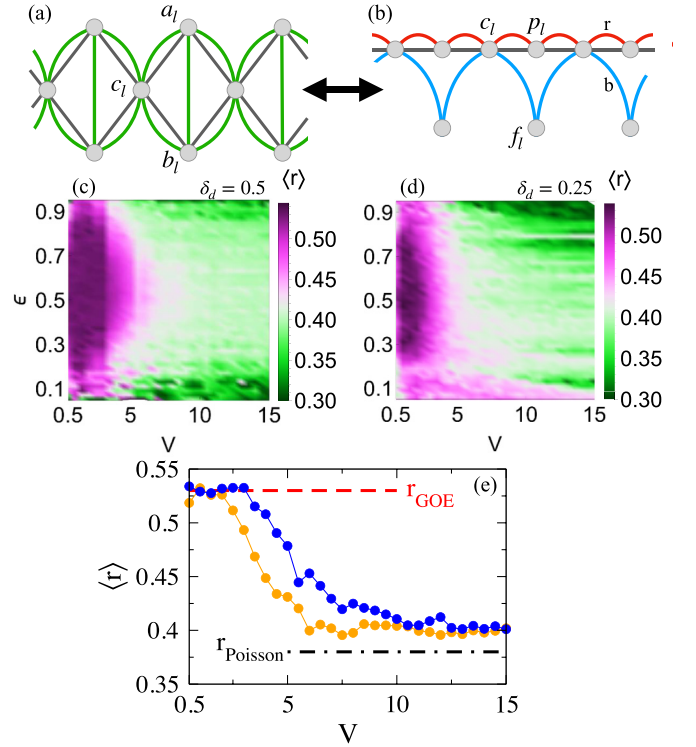 (a) a_l (b) c_l p_l r
c_l b
b_l f_l
(c) δ_d = 0.5 ⟨r⟩ (d) δ_d = 0.25 ⟨r⟩
0.9 0.50 0.9 0.50
0.7 0.45 0.7 0.45
ϵ 0.5 0.40 0.5 0.40
0.3 0.35 0.3 0.35
0.1 0.30 0.1 0.30
0.5 5 10 15 0.5 5 10 15
V V
0.55 (e)
r_GOE
0.5
⟨r⟩ 0.45
0.4
r_Poisson
0.35
0.5 5 10 15
V